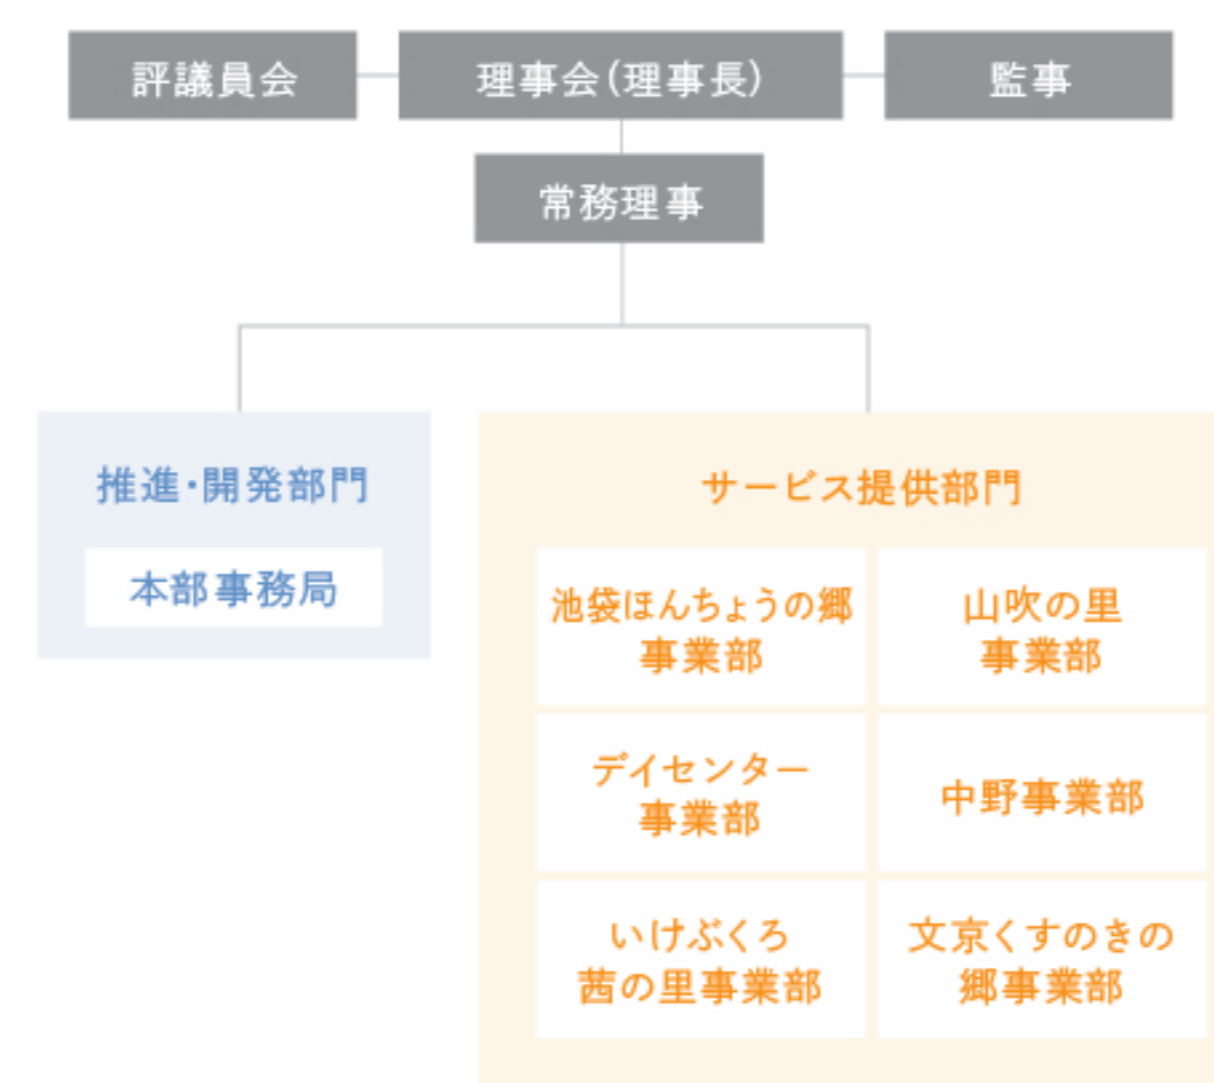 評議員会
理事会(理事長)
監事
常務理事
推進・開発部門
本部事務局
サービス提供部門
池袋ほんちょうの郷
事業部
山吹の里
事業部
デイセンター
事業部
中野事業部
いけぶくろ
茜の里事業部
文京くすのきの
郷事業部